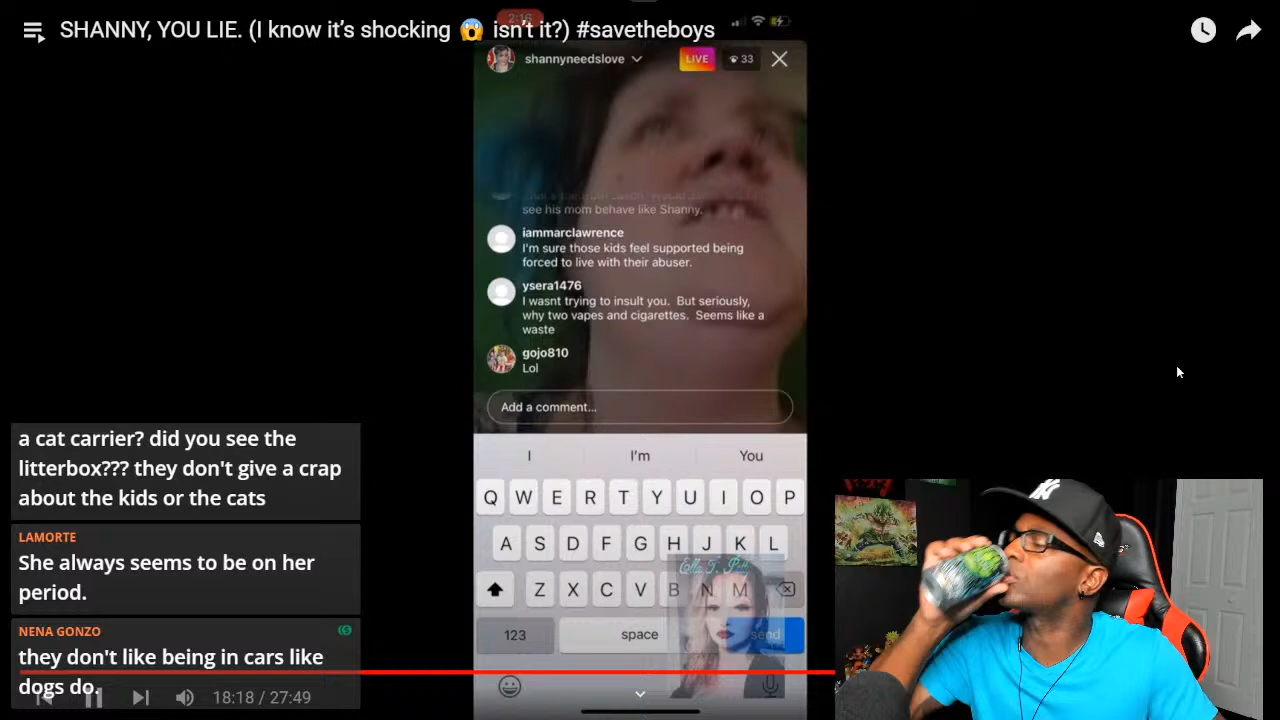 SHANNY, YOU LIE. (I know it's shocking 😱 isn't it?) #savetheboys
2:16
shannyneedslove
LIVE
33
see his mom behave like Shanny.
iammarclawrence
I'm sure those kids feel supported being
forced to live with their abuser.
ysera1476
I wasnt trying to insult you. But seriously,
why two vapes and cigarettes. Seems like a
waste
gojo810
Lol
Add a comment...
I I'm You
Q W E R T Y U I O P
A S D F G H J K L
Z X C V B N M
123 space send
a cat carrier? did you see the
litterbox??? they don't give a crap
about the kids or the cats
LAMORTE
She always seems to be on her
period.
NENA GONZO
they don't like being in cars like
dogs do.
18:18 / 27:49